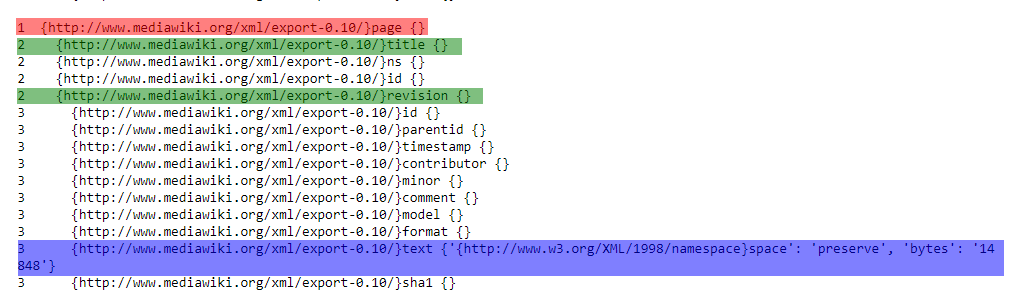 1  {http://www.mediawiki.org/xml/export-0.10/}page {}
2    {http://www.mediawiki.org/xml/export-0.10/}title {}
2    {http://www.mediawiki.org/xml/export-0.10/}ns {}
2    {http://www.mediawiki.org/xml/export-0.10/}id {}
2    {http://www.mediawiki.org/xml/export-0.10/}revision {}
3      {http://www.mediawiki.org/xml/export-0.10/}id {}
3      {http://www.mediawiki.org/xml/export-0.10/}parentid {}
3      {http://www.mediawiki.org/xml/export-0.10/}timestamp {}
3      {http://www.mediawiki.org/xml/export-0.10/}contributor {}
3      {http://www.mediawiki.org/xml/export-0.10/}minor {}
3      {http://www.mediawiki.org/xml/export-0.10/}comment {}
3      {http://www.mediawiki.org/xml/export-0.10/}model {}
3      {http://www.mediawiki.org/xml/export-0.10/}format {}
3      {http://www.mediawiki.org/xml/export-0.10/}text {'{http://www.w3.org/XML/1998/namespace}space': 'preserve', 'bytes': '14
848'}
3      {http://www.mediawiki.org/xml/export-0.10/}sha1 {}